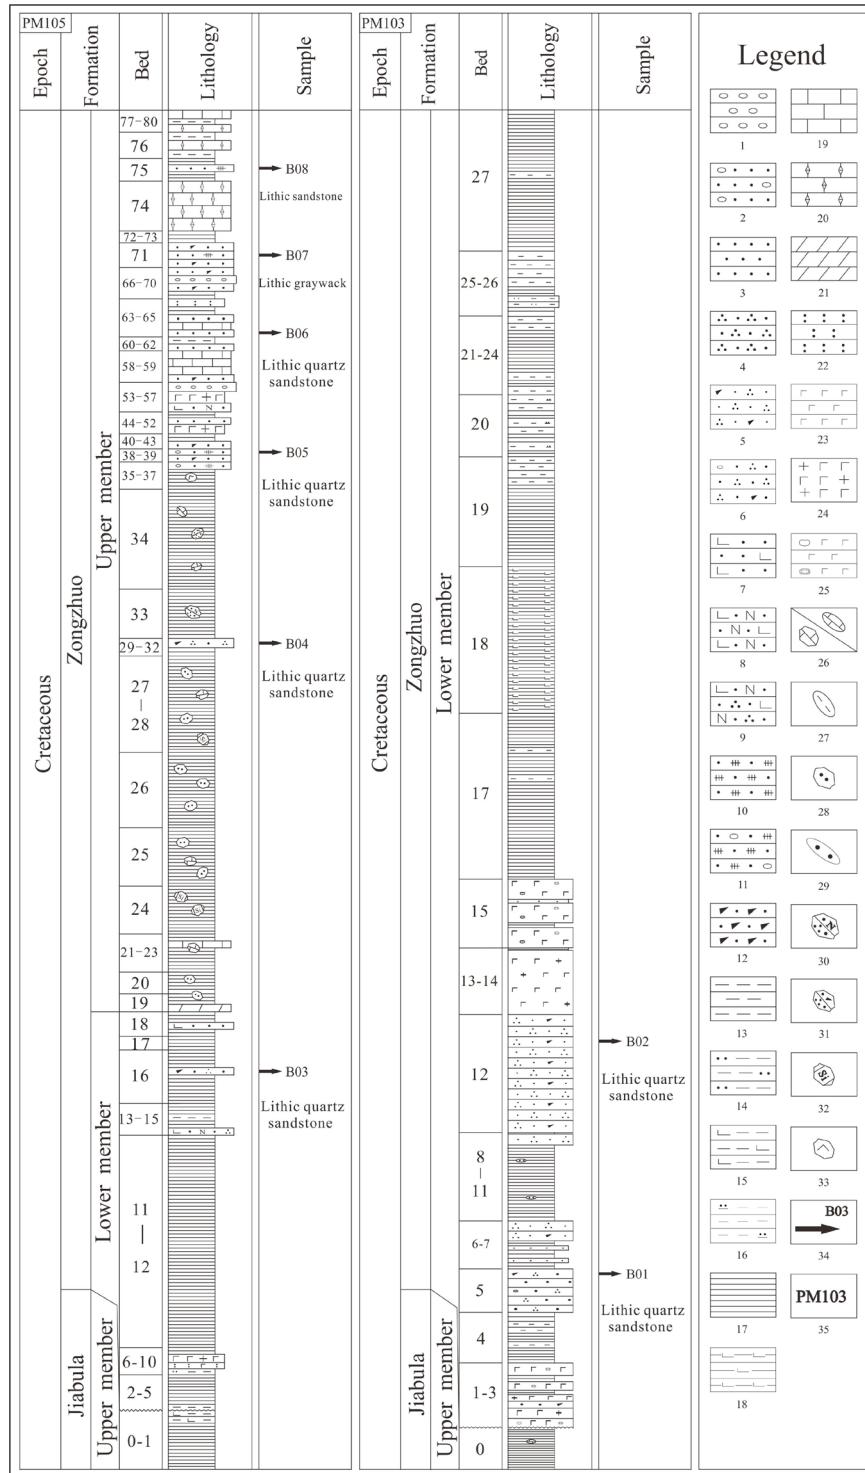 PM105
Epoch
Formation
Bed
Lithology
Sample
Cretaceous
Zongzhuo
Upper member
Lower member
Jiabula
Upper member
77-80
76
75
74
72-73
71
66-70
63-65
60-62
58-59
53-57
44-52
40-43
38-39
35-37
34
33
29-32
27
—
28
26
25
24
21-23
20
19
18
17
16
13-15
11
—
12
6-10
2-5
0-1
B08
Lithic sandstone
B07
Lithic graywack
B06
Lithic quartz
sandstone
B05
Lithic quartz
sandstone
B04
Lithic quartz
sandstone
B03
Lithic quartz
sandstone
PM103
Epoch
Formation
Bed
Lithology
Sample
Cretaceous
Zongzhuo
Lower member
Jiabula
Upper member
27
25-26
21-24
20
19
18
17
15
13-14
12
8
—
11
6-7
5
4
1-3
0
B02
Lithic quartz
sandstone
B01
Lithic quartz
sandstone
Legend
1
19
2
20
3
21
4
22
5
23
6
24
7
25
8
26
9
27
10
28
11
29
12
30
13
31
14
Si
32
15
33
16
B03
34
17
PM103
35
18